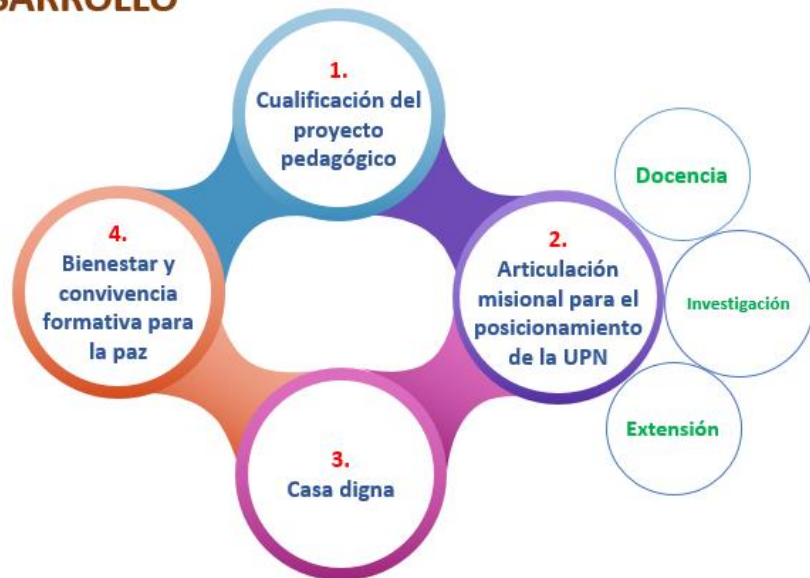 1.
Cualificación del
proyecto
pedagógico
2.
Articulación
misional para el
posicionamiento
de la UPN
Docencia
Investigación
Extensión
3.
Casa digna
4.
Bienestar y
convivencia
formativa para
la paz